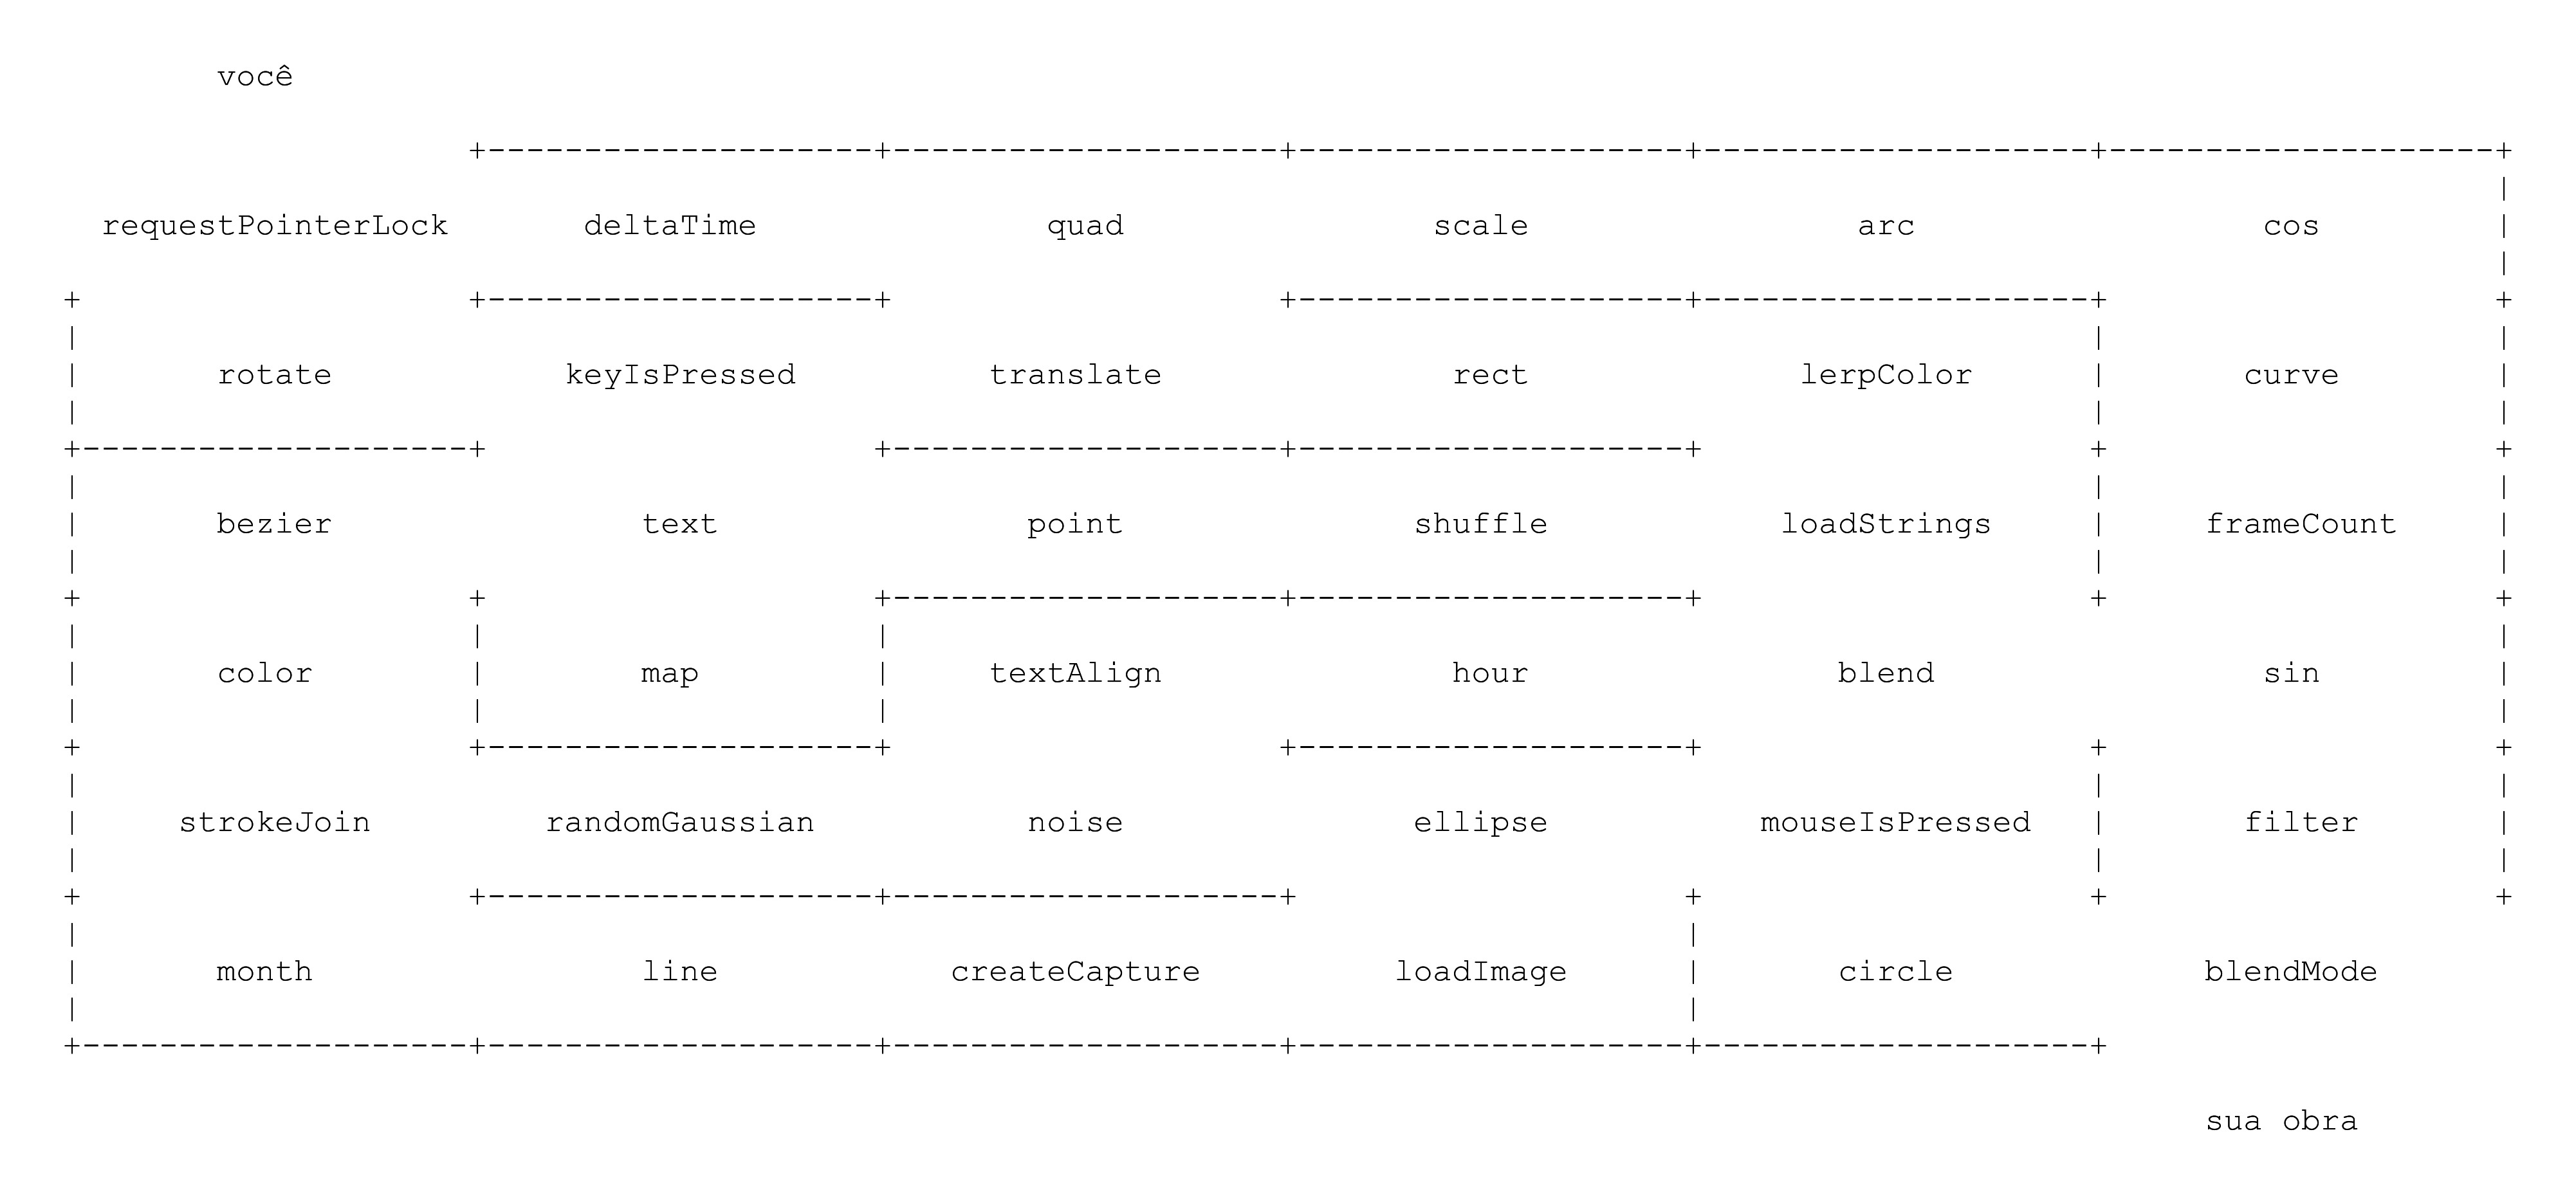 você
requestPointerLock deltaTime quad scale arc cos
rotate keyIsPressed translate rect lerpColor curve
bezier text point shuffle loadStrings frameCount
color map textAlign hour blend sin
strokeJoin randomGaussian noise ellipse mouseIsPressed filter
month line createCapture loadImage circle blendMode
sua obra